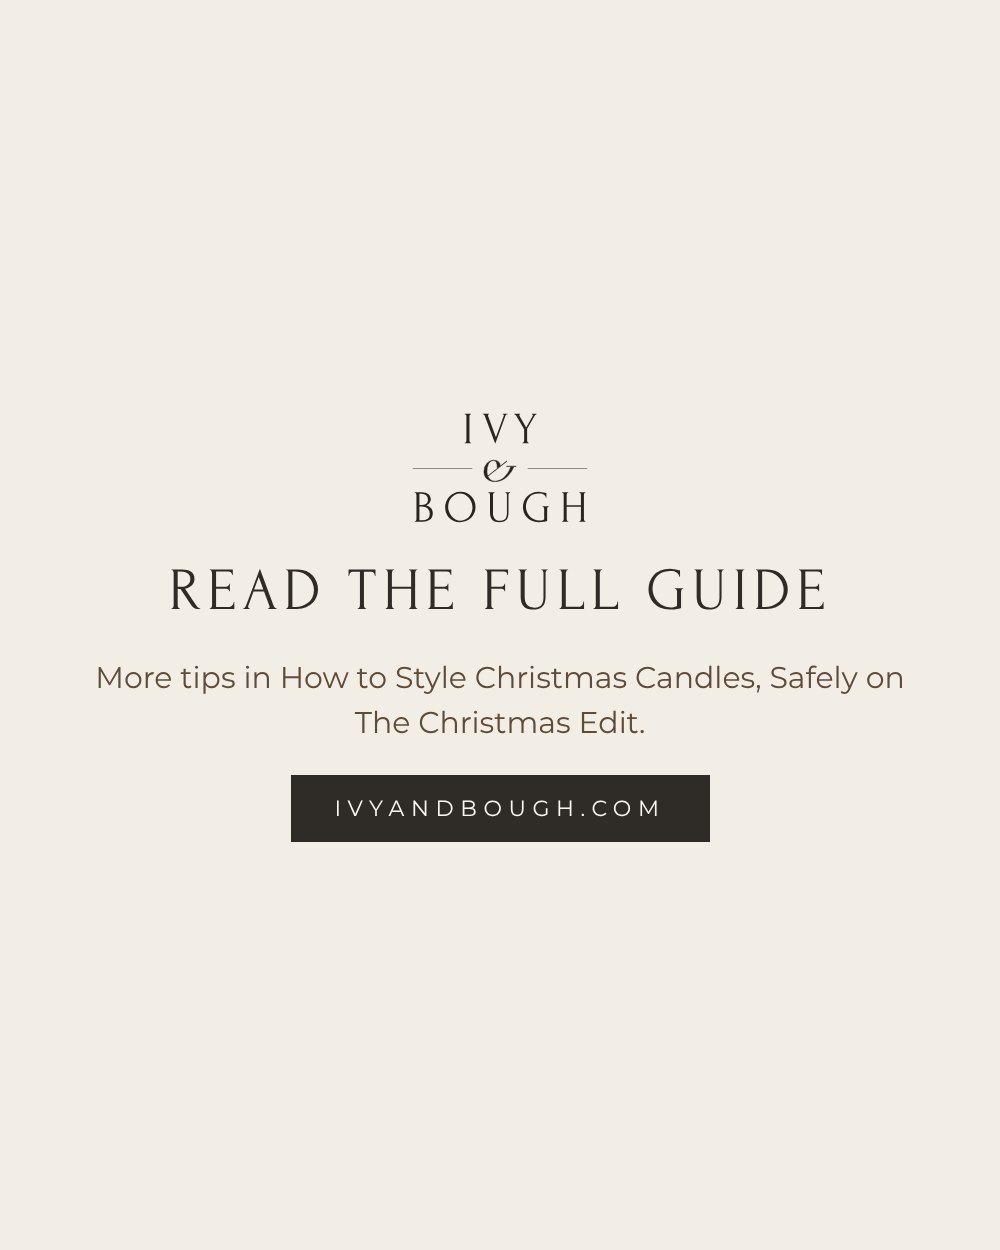 IVY
&
BOUGH
READ THE FULL GUIDE
More tips in How to Style Christmas Candles, Safely on
The Christmas Edit.
IVYANDBOUGH.COM